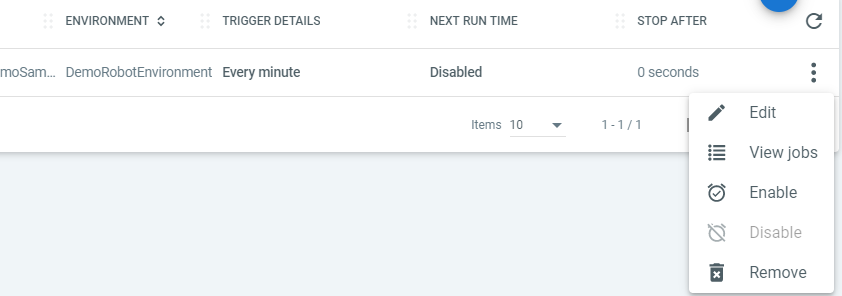 ENVIRONMENT TRIGGER DETAILS NEXT RUN TIME STOP AFTER
moSam... DemoRobotEnvironment Every minute Disabled 0 seconds
Items 10 1 - 1 / 1
Edit
View jobs
Enable
Disable
Remove